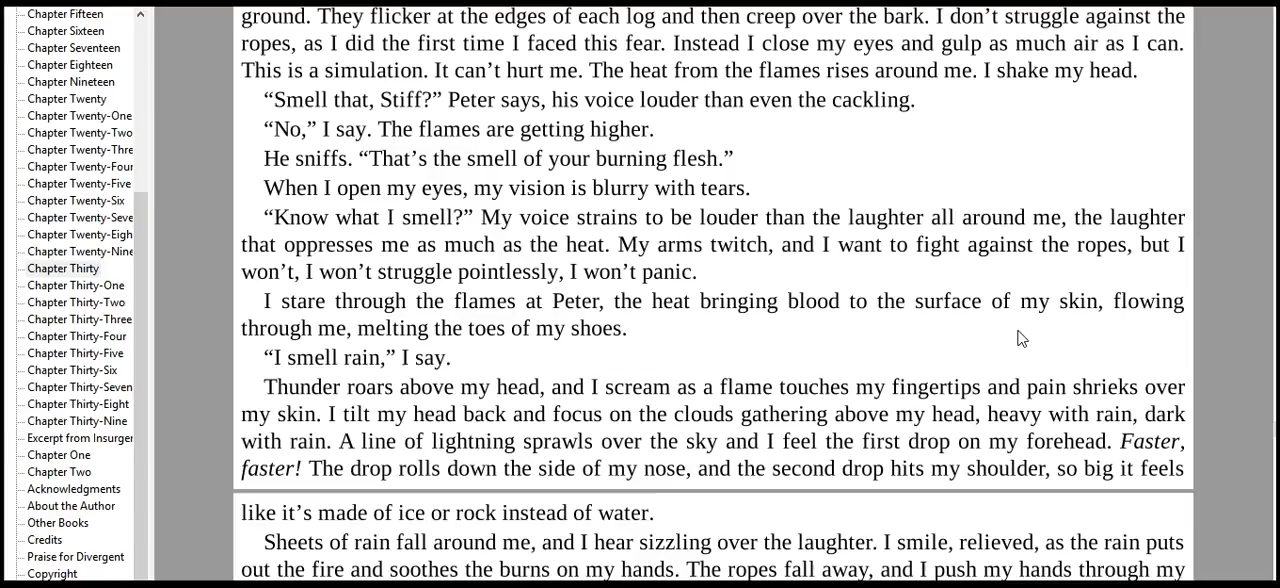 Chapter Fifteen
Chapter Sixteen
Chapter Seventeen
Chapter Eighteen
Chapter Nineteen
Chapter Twenty
Chapter Twenty-One
Chapter Twenty-Two
Chapter Twenty-Thre
Chapter Twenty-Four
Chapter Twenty-Five
Chapter Twenty-Six
Chapter Twenty-Seve
Chapter Twenty-Eigh
Chapter Twenty-Nine
Chapter Thirty
Chapter Thirty-One
Chapter Thirty-Two
Chapter Thirty-Three
Chapter Thirty-Four
Chapter Thirty-Five
Chapter Thirty-Six
Chapter Thirty-Seven
Chapter Thirty-Eight
Chapter Thirty-Nine
Excerpt from Insurger
Chapter One
Chapter Two
Acknowledgments
About the Author
Other Books
Credits
Praise for Divergent
Copyright
ground. They flicker at the edges of each log and then creep over the bark. I don’t struggle against the
ropes, as I did the first time I faced this fear. Instead I close my eyes and gulp as much air as I can.
This is a simulation. It can’t hurt me. The heat from the flames rises around me. I shake my head.
“Smell that, Stiff?” Peter says, his voice louder than even the cackling.
“No,” I say. The flames are getting higher.
He sniffs. “That’s the smell of your burning flesh.”
When I open my eyes, my vision is blurry with tears.
“Know what I smell?” My voice strains to be louder than the laughter all around me, the laughter
that oppresses me as much as the heat. My arms twitch, and I want to fight against the ropes, but I
won’t, I won’t struggle pointlessly, I won’t panic.
I stare through the flames at Peter, the heat bringing blood to the surface of my skin, flowing
through me, melting the toes of my shoes.
“I smell rain,” I say.
Thunder roars above my head, and I scream as a flame touches my fingertips and pain shrieks over
my skin. I tilt my head back and focus on the clouds gathering above my head, heavy with rain, dark
with rain. A line of lightning sprawls over the sky and I feel the first drop on my forehead. Faster,
faster! The drop rolls down the side of my nose, and the second drop hits my shoulder, so big it feels
like it’s made of ice or rock instead of water.
Sheets of rain fall around me, and I hear sizzling over the laughter. I smile, relieved, as the rain puts
out the fire and soothes the burns on my hands. The ropes fall away, and I push my hands through my